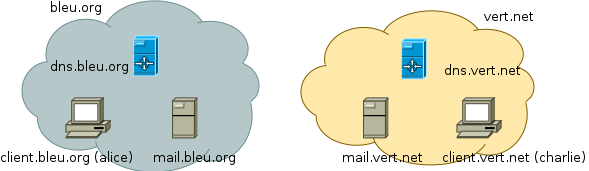 bleu.org
vert.net
dns.bleu.org
dns.vert.net
client.bleu.org (alice)
mail.bleu.org
mail.vert.net
client.vert.net (charlie)